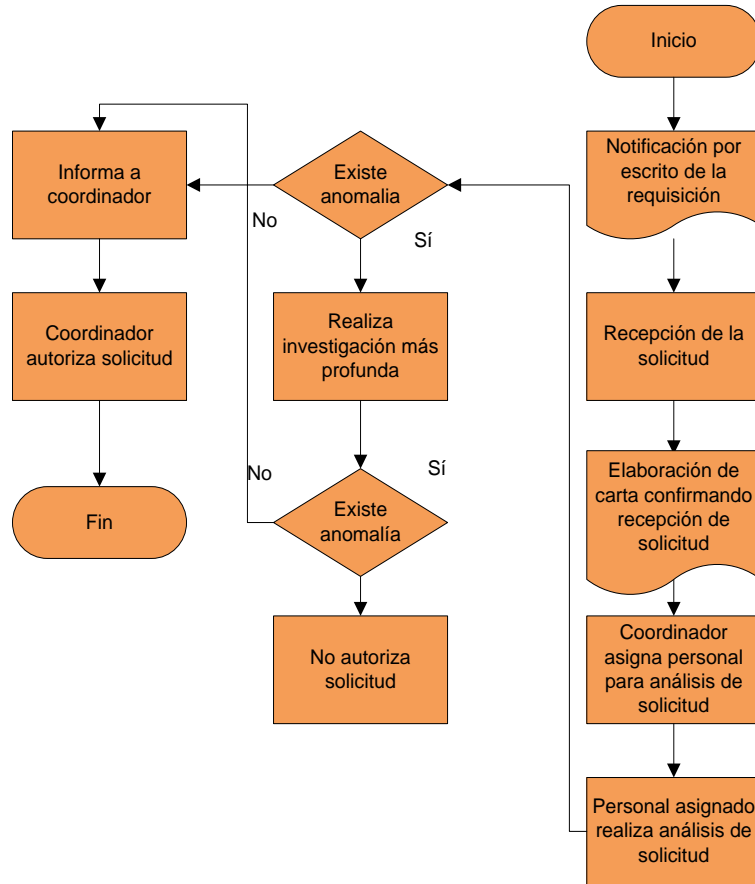 Inicio
Notificación por
escrito de la
requisición
Recepción de la
solicitud
Elaboración de
carta confirmando
recepción de
solicitud
Coordinador
asigna personal
para análisis de
solicitud
Personal asignado
realiza análisis de
solicitud
Existe
anomalia
No
Sí
Informa a
coordinador
Coordinador
autoriza solicitud
Fin
Realiza
investigación más
profunda
Existe
anomalía
No
Sí
No autoriza
solicitud